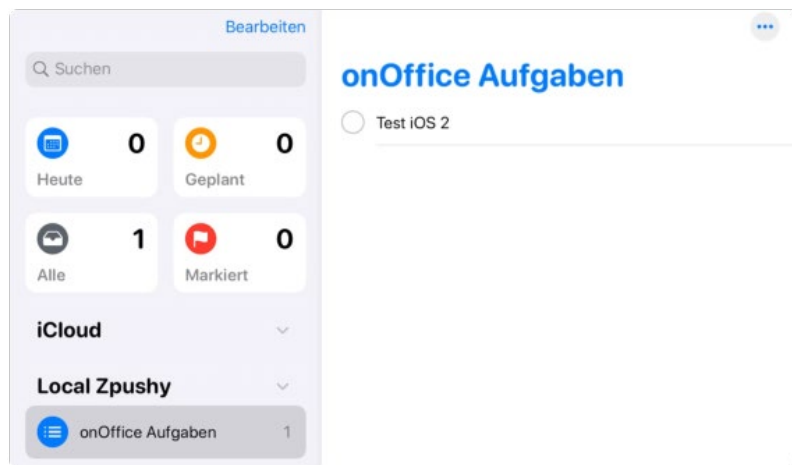 Bearbeiten
Suchen
0
Heute
0
Geplant
1
Alle
0
Markiert
iCloud
Local Zpushy
onOffice Aufgaben 1
onOffice Aufgaben
Test iOS 2